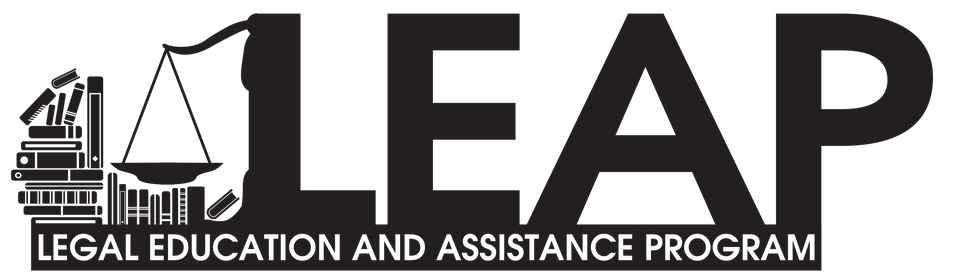 LEAP
LEGAL EDUCATION AND ASSISTANCE PROGRAM